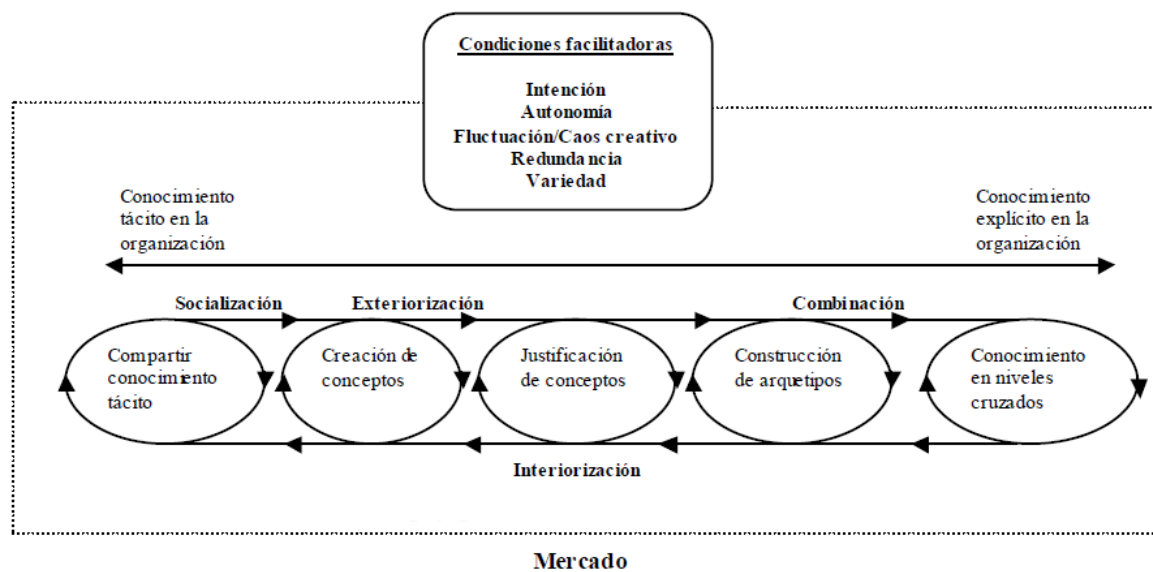 Condiciones facilitadoras
Intención
Autonomía
Fluctuación/Caos creativo
Redundancia
Variedad
Conocimiento
tácito en la
organización
Conocimiento
explícito en la
organización
Socialización
Exteriorización
Combinación
Compartir
conocimiento
tácito
Creación de
conceptos
Justificación
de conceptos
Construcción
de arquetipos
Conocimiento
en niveles
cruzados
Interiorización
Mercado